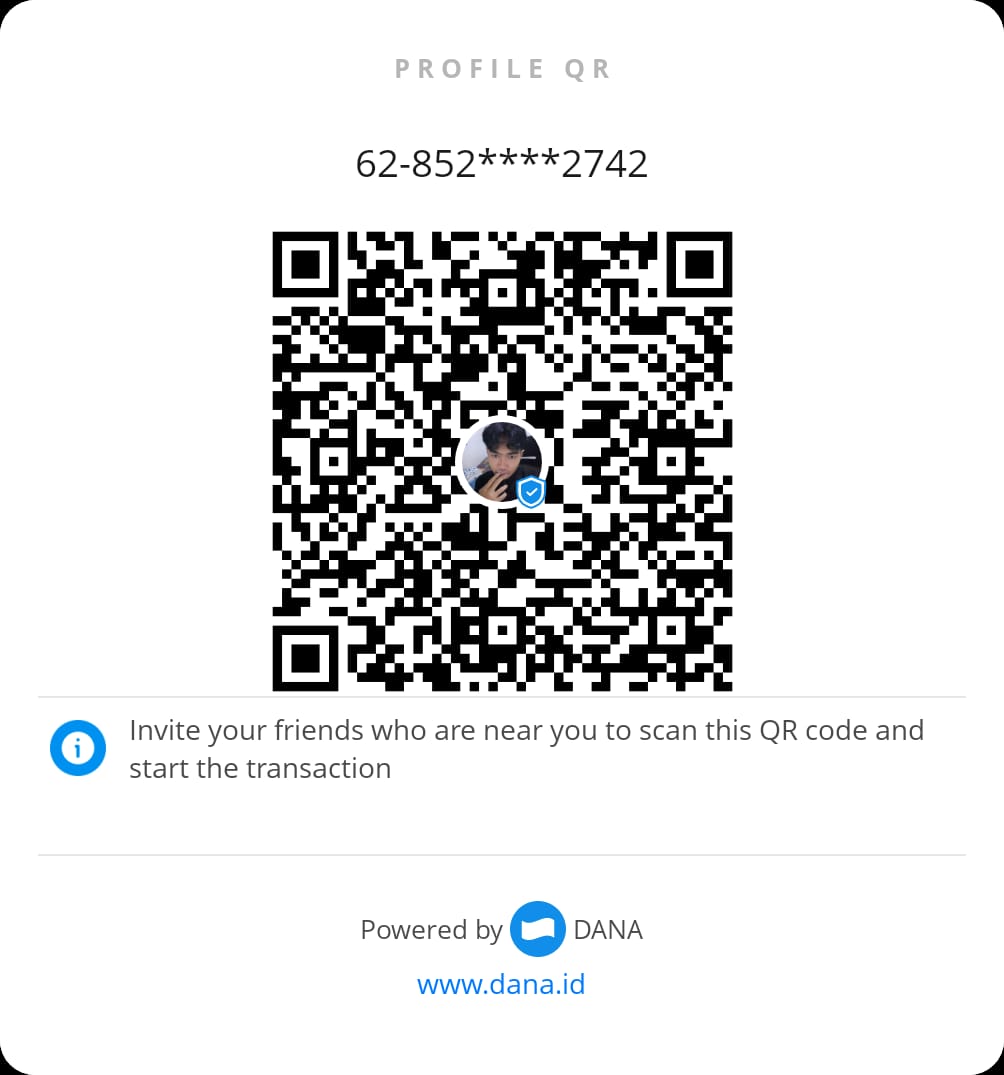 PROFILE QR
62-852****2742
Invite your friends who are near you to scan this QR code and
start the transaction
Powered by DANA
www.dana.id